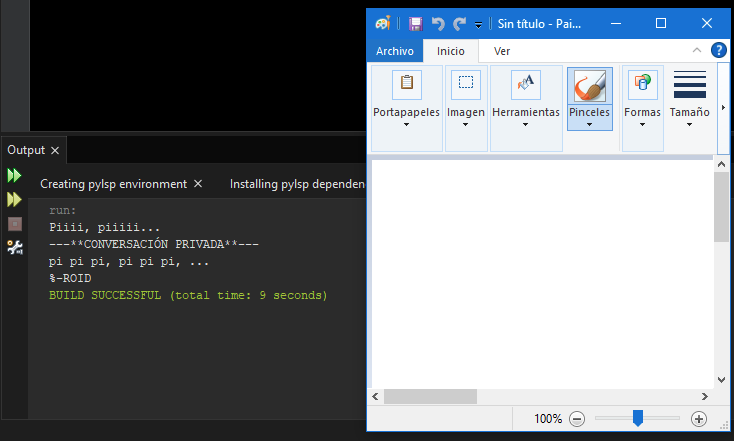 Sin título - Pai...
Archivo
Inicio
Ver
Portapapeles
Imagen
Herramientas
Pinceles
Formas
Tamaño
Output
Creating pylsp environment
Installing pylsp dependen
run:
Piiii, piiiii...
---**CONVERSACIÓN PRIVADA**---
pi pi pi, pi pi pi, ...
%-ROID
BUILD SUCCESSFUL (total time: 9 seconds)
100%